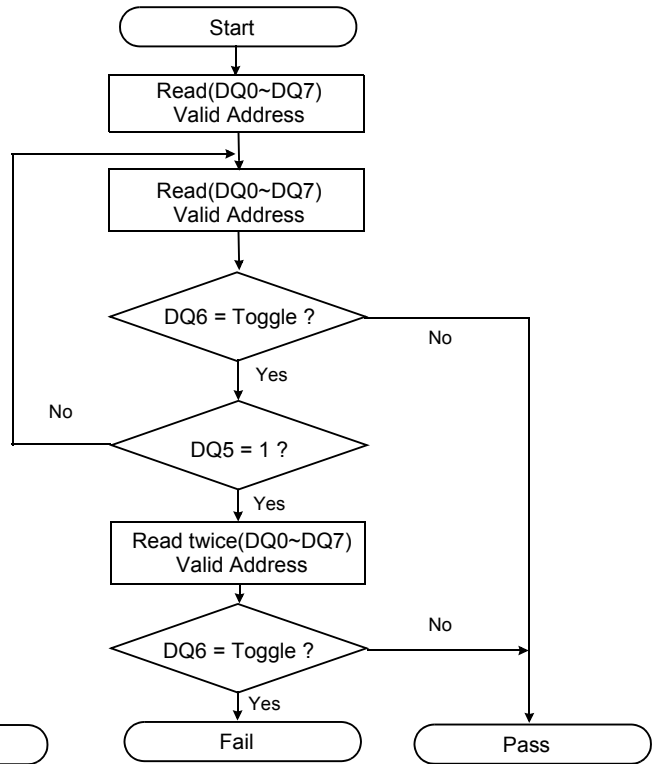 Start
Read(DQ0~DQ7)
Valid Address
Read(DQ0~DQ7)
Valid Address
DQ6 = Toggle ?
No
Yes
No
DQ5 = 1 ?
Yes
Read twice(DQ0~DQ7)
Valid Address
DQ6 = Toggle ?
No
Yes
Fail
Pass